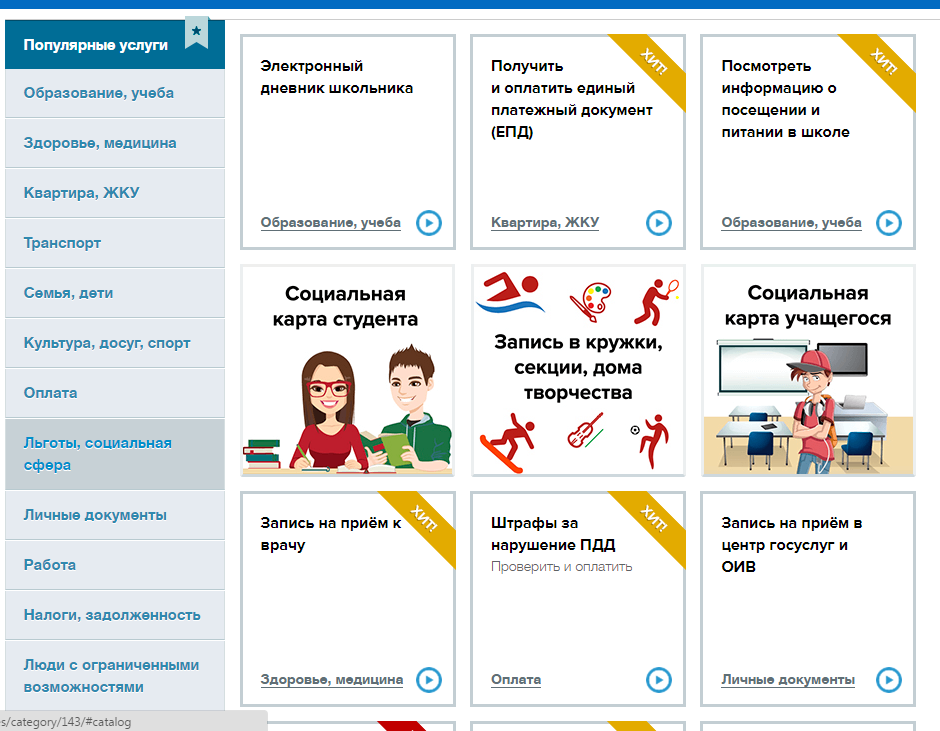 Популярные услуги
Образование, учеба
Здоровье, медицина
Квартира, ЖКУ
Транспорт
Семья, дети
Культура, досуг, спорт
Оплата
Льготы, социальная
сфера
Личные документы
Работа
Налоги, задолженность
Люди с ограниченными
возможностями
s/category/143/#catalog
Электронный
дневник школьника
Образование, учеба
ХИТ!
Получить
и оплатить единый
платежный документ
(ЕПД)
Квартира, ЖКУ
ХИТ!
Посмотреть
информацию о
посещении и
питании в школе
Образование, учеба
Социальная
карта студента
Запись в кружки,
секции, дома
творчества
Социальная
карта учащегося
ХИТ!
Запись на приём к
врачу
Здоровье, медицина
ХИТ!
Штрафы за
нарушение ПДД
Проверить и оплатить
Оплата
Запись на приём в
центр госуслуг и
ОИВ
Личные документы